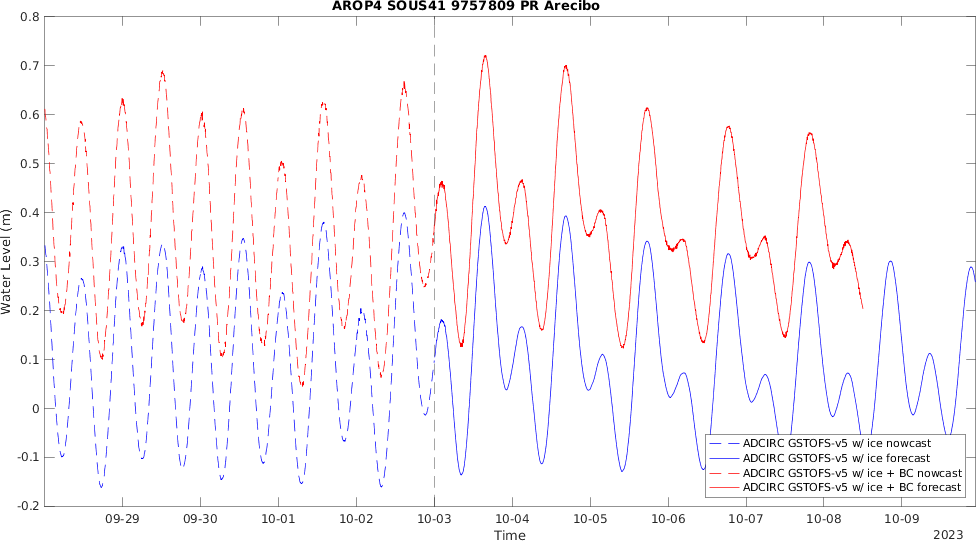 AROP4 SOUS41 9757809 PR Arecibo
0.8
0.7
0.6
0.5
0.4
0.3
0.2
0.1
0
-0.1
-0.2
Water Level (m)
09-29 09-30 10-01 10-02 10-03 10-04 10-05 10-06 10-07 10-08 10-09
Time
2023
ADCIRC GSTOFS-v5 w/ ice nowcast
ADCIRC GSTOFS-v5 w/ ice forecast
ADCIRC GSTOFS-v5 w/ ice + BC nowcast
ADCIRC GSTOFS-v5 w/ ice + BC forecast